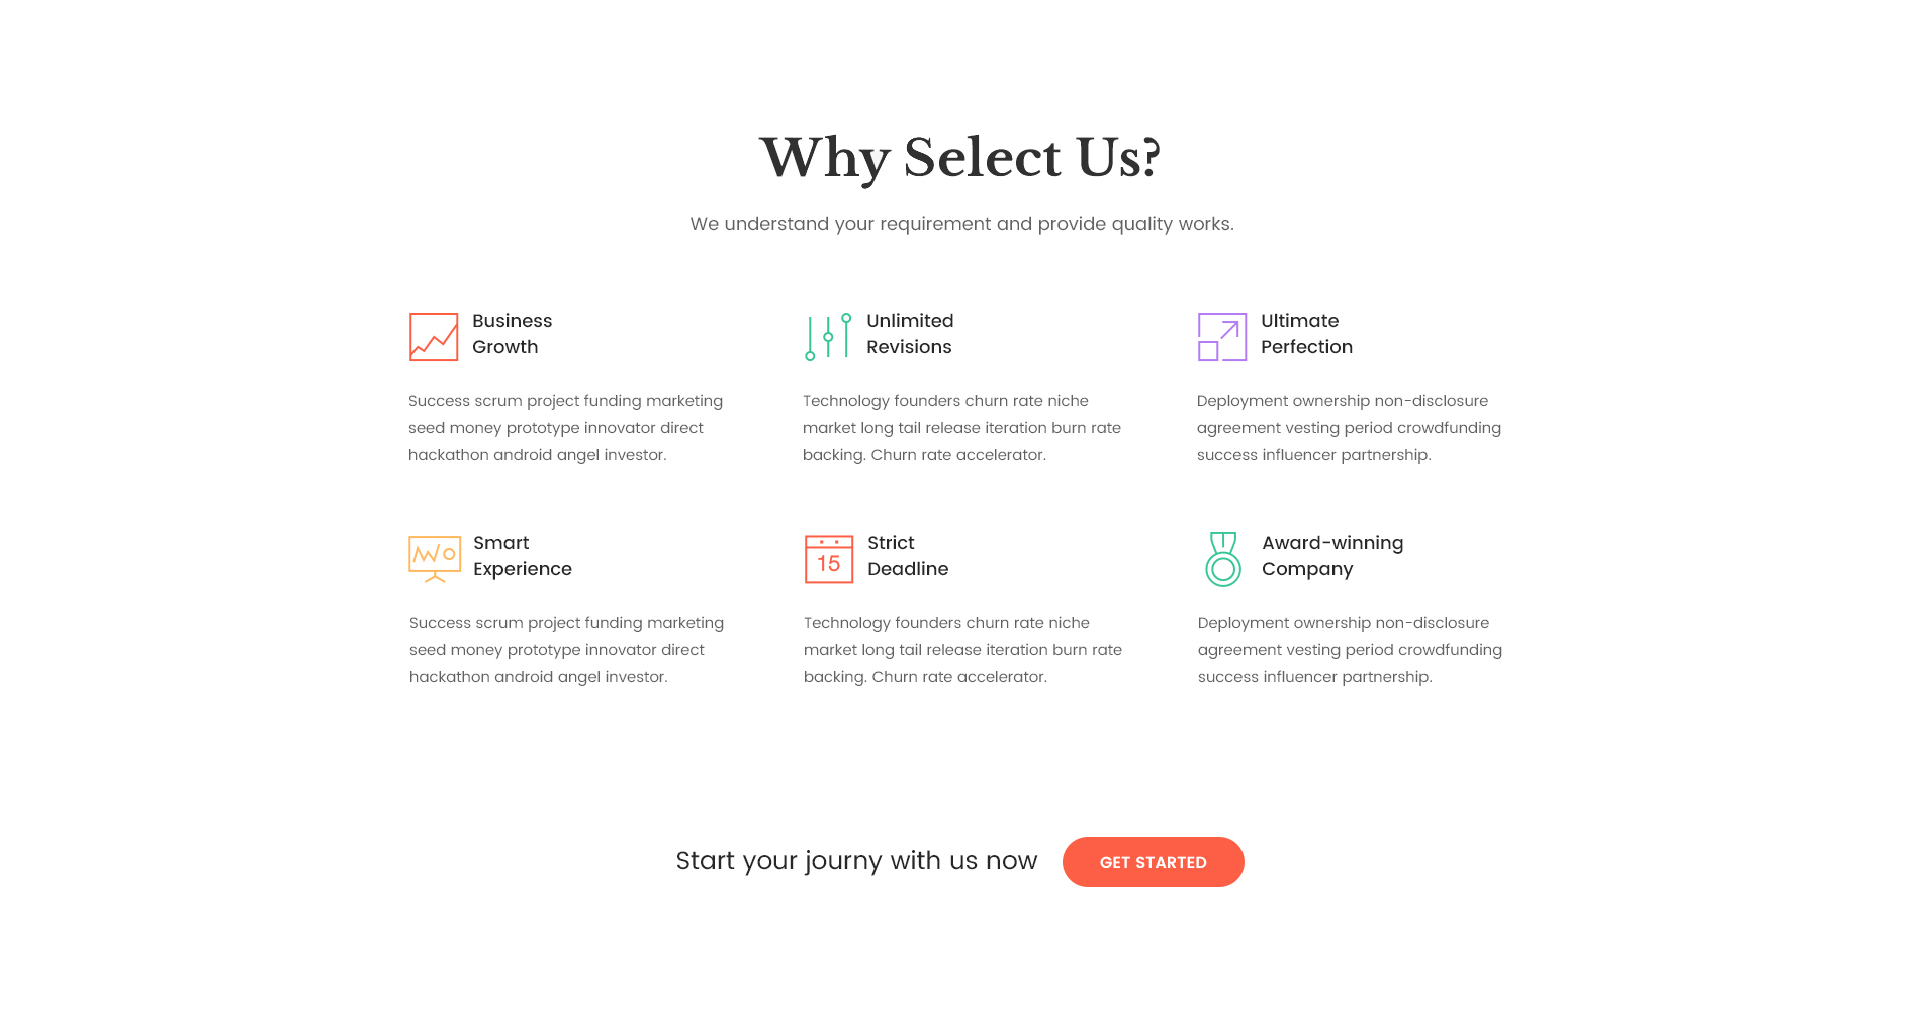 Why Select Us?
We understand your requirement and provide quality works.
Business
Growth
Success scrum project funding marketing
seed money prototype innovator direct
hackathon android angel investor.
Unlimited
Revisions
Technology founders churn rate niche
market long tail release iteration burn rate
backing. Churn rate accelerator.
Ultimate
Perfection
Deployment ownership non-disclosure
agreement vesting period crowdfunding
success influencer partnership.
Smart
Experience
Success scrum project funding marketing
seed money prototype innovator direct
hackathon android angel investor.
15
Strict
Deadline
Technology founders churn rate niche
market long tail release iteration burn rate
backing. Churn rate accelerator.
Award-winning
Company
Deployment ownership non-disclosure
agreement vesting period crowdfunding
success influencer partnership.
Start your journy with us now
GET STARTED